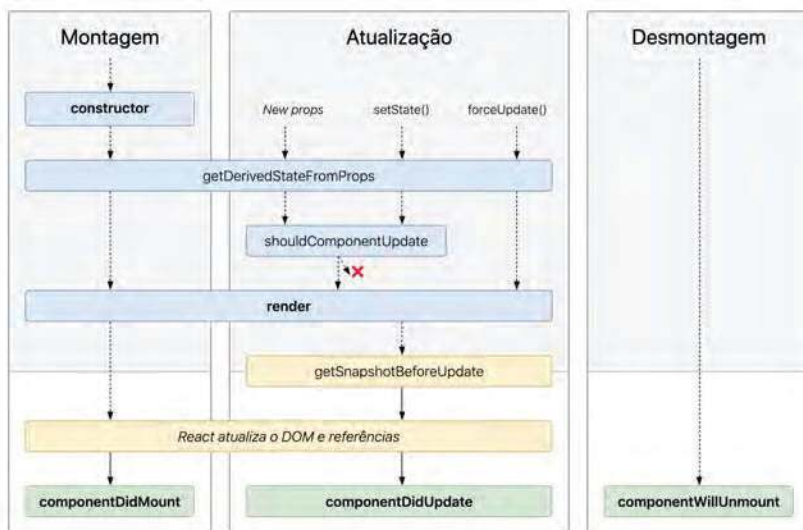 Montagem
Atualização
Desmontagem
constructor
New props
setState()
forceUpdate()
getDerivedStateFromProps
shouldComponentUpdate
render
getSnapshotBeforeUpdate
React atualiza o DOM e referências
componentDidMount
componentDidUpdate
componentWillUnmount